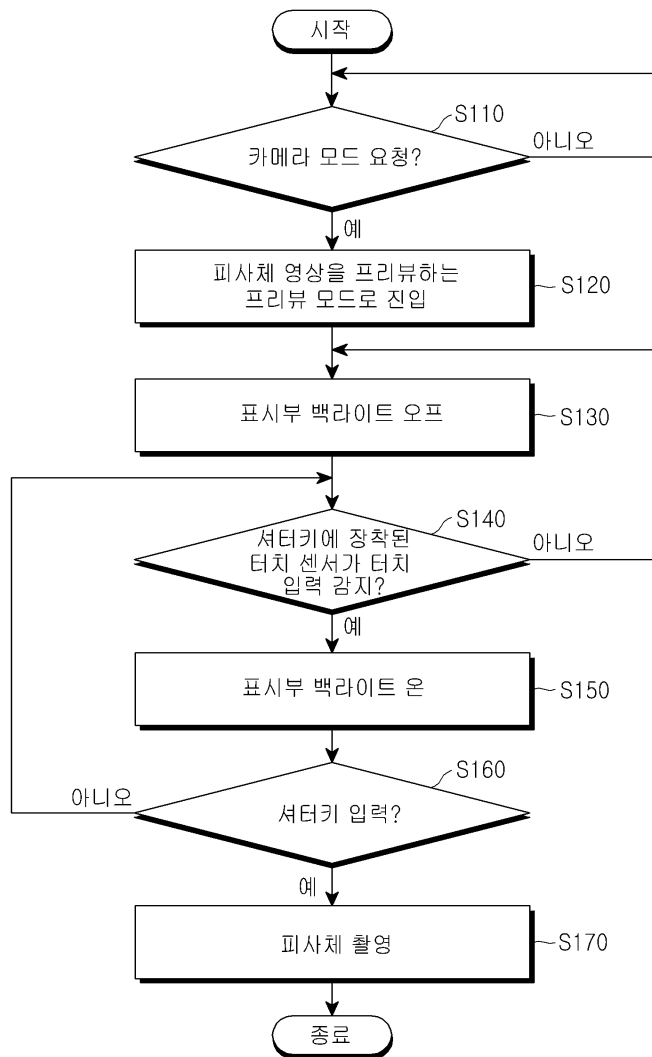 시작
S110
카메라 모드 요청?
아니오
예
피사체 영상을 프리뷰하는
프리뷰 모드로 진입
S120
표시부 백라이트 오프
S130
S140
셔터키에 장착된
터치 센서가 터치
입력 감지?
아니오
예
표시부 백라이트 온
S150
S160
아니오
셔터키 입력?
예
피사체 촬영
S170
종료